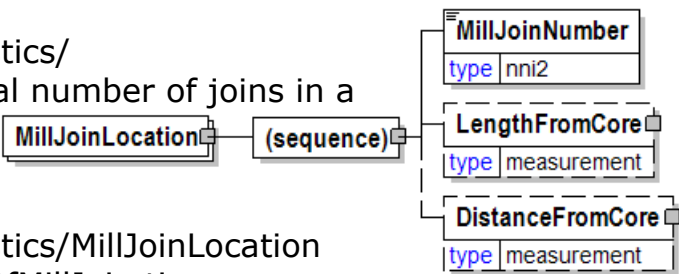 tics/
al number of joins in a
MillJoinLocation
(sequence)
MillJoinNumber
type nni2
LengthFromCore
type measurement
DistanceFromCore
type measurement
tics/MillJoinLocation